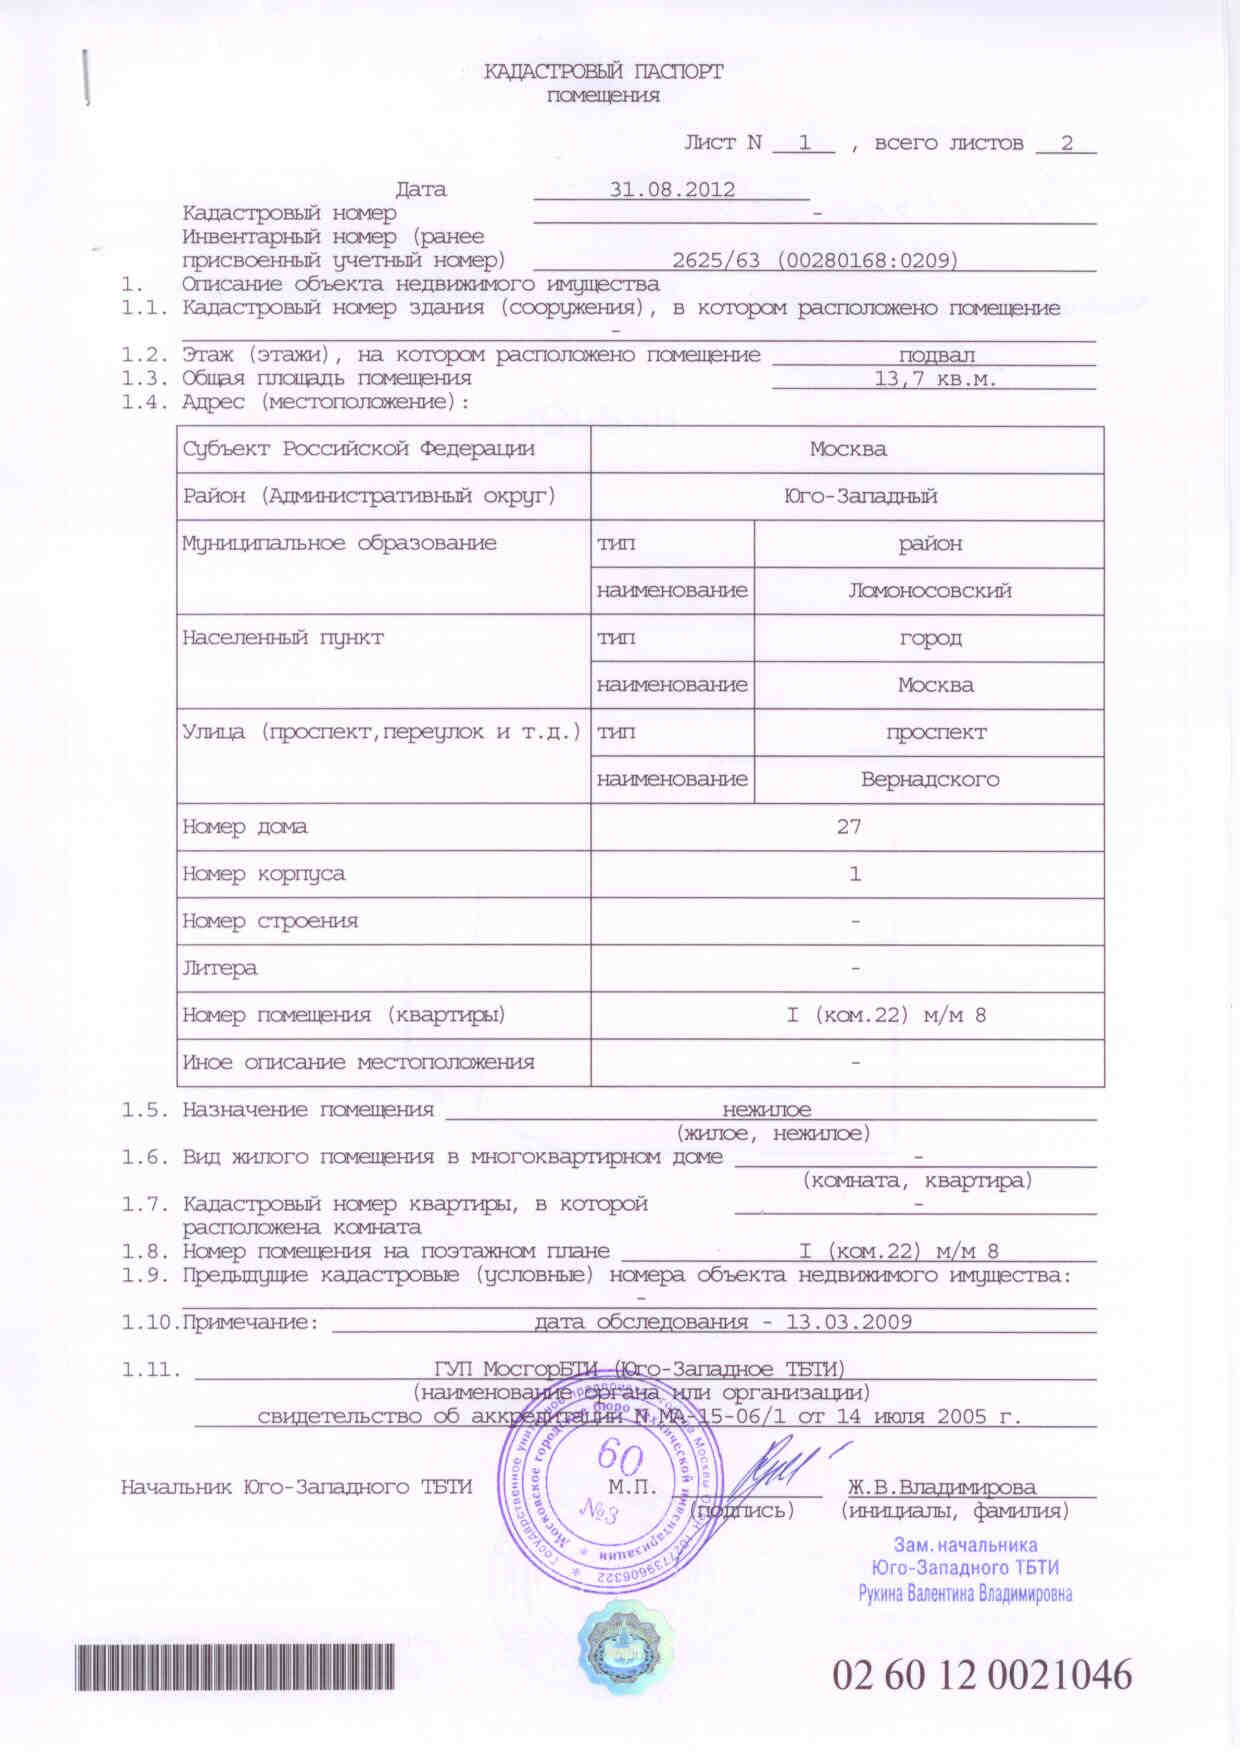 КАДАСТРОВЫЙ ПАСПОРТ
помещения
Лист N 1 , всего листов 2
Дата 31.08.2012
Кадастровый номер -
Инвентарный номер (ранее
присвоенный учетный номер) 2625/63 (00280168:0209)
1. Описание объекта недвижимого имущества
1.1. Кадастровый номер здания (сооружения), в котором расположено помещение
-
1.2. Этаж (этажи), на котором расположено помещение подвал
1.3. Общая площадь помещения 13,7 кв.м.
1.4. Адрес (местоположение):
Субъект Российской Федерации Москва
Район (Административный округ) Юго-Западный
Муниципальное образование тип район
наименование Ломоносовский
Населенный пункт тип город
наименование Москва
Улица (проспект,переулок и т.д.) тип проспект
наименование Вернадского
Номер дома 27
Номер корпуса 1
Номер строения -
Литера -
Номер помещения (квартиры) I (ком.22) м/м 8
Иное описание местоположения -
1.5. Назначение помещения нежилое
(жилое, нежилое)
1.6. Вид жилого помещения в многоквартирном доме -
(комната, квартира)
1.7. Кадастровый номер квартиры, в которой -
расположена комната
1.8. Номер помещения на поэтажном плане I (ком.22) м/м 8
1.9. Предыдущие кадастровые (условные) номера объекта недвижимого имущества:
-
1.10.Примечание: дата обследования - 13.03.2009
1.11. ГУП МосгорБТИ (Юго-Западное ТБТИ)
(наименование органа или организации)
свидетельство об аккредитации N МА-15-06/1 от 14 июля 2005 г.
Начальник Юго-Западного ТБТИ М.П. Ж.В.Владимирова
(подпись) (инициалы, фамилия)
Московское городское бюро технической инвентаризации
60
№3
Зам. начальника
Юго-Западного ТБТИ
Рукина Валентина Владимировна
02 60 12 0021046